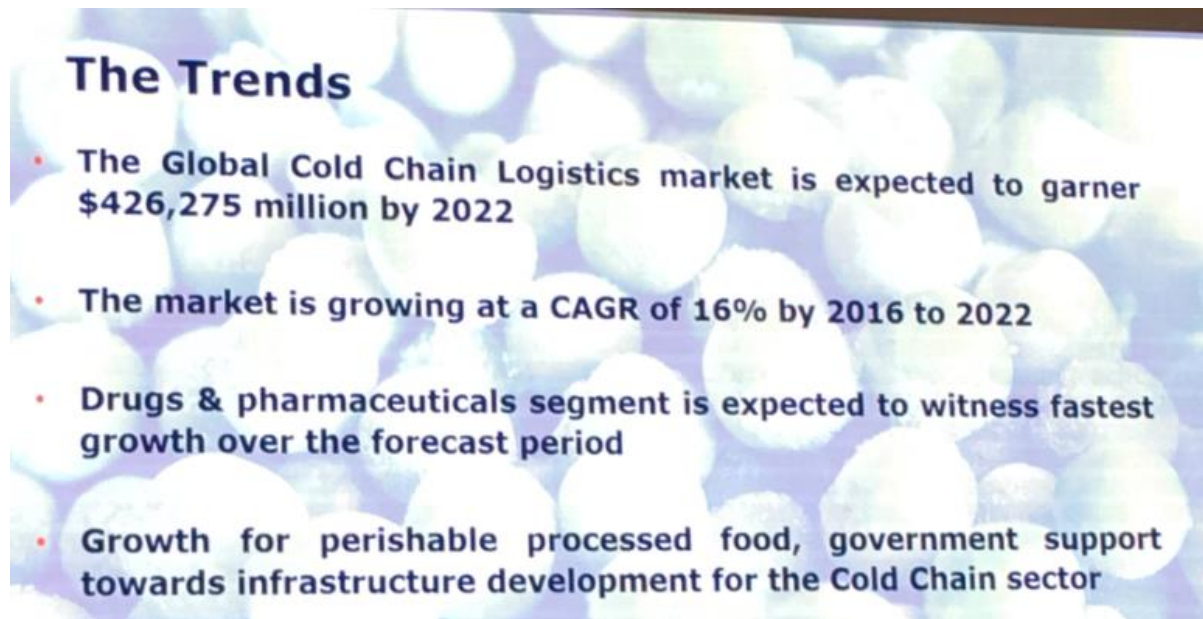 The Trends
• The Global Cold Chain Logistics market is expected to garner
$426,275 million by 2022
• The market is growing at a CAGR of 16% by 2016 to 2022
• Drugs & pharmaceuticals segment is expected to witness fastest
growth over the forecast period
• Growth for perishable processed food, government support
towards infrastructure development for the Cold Chain sector